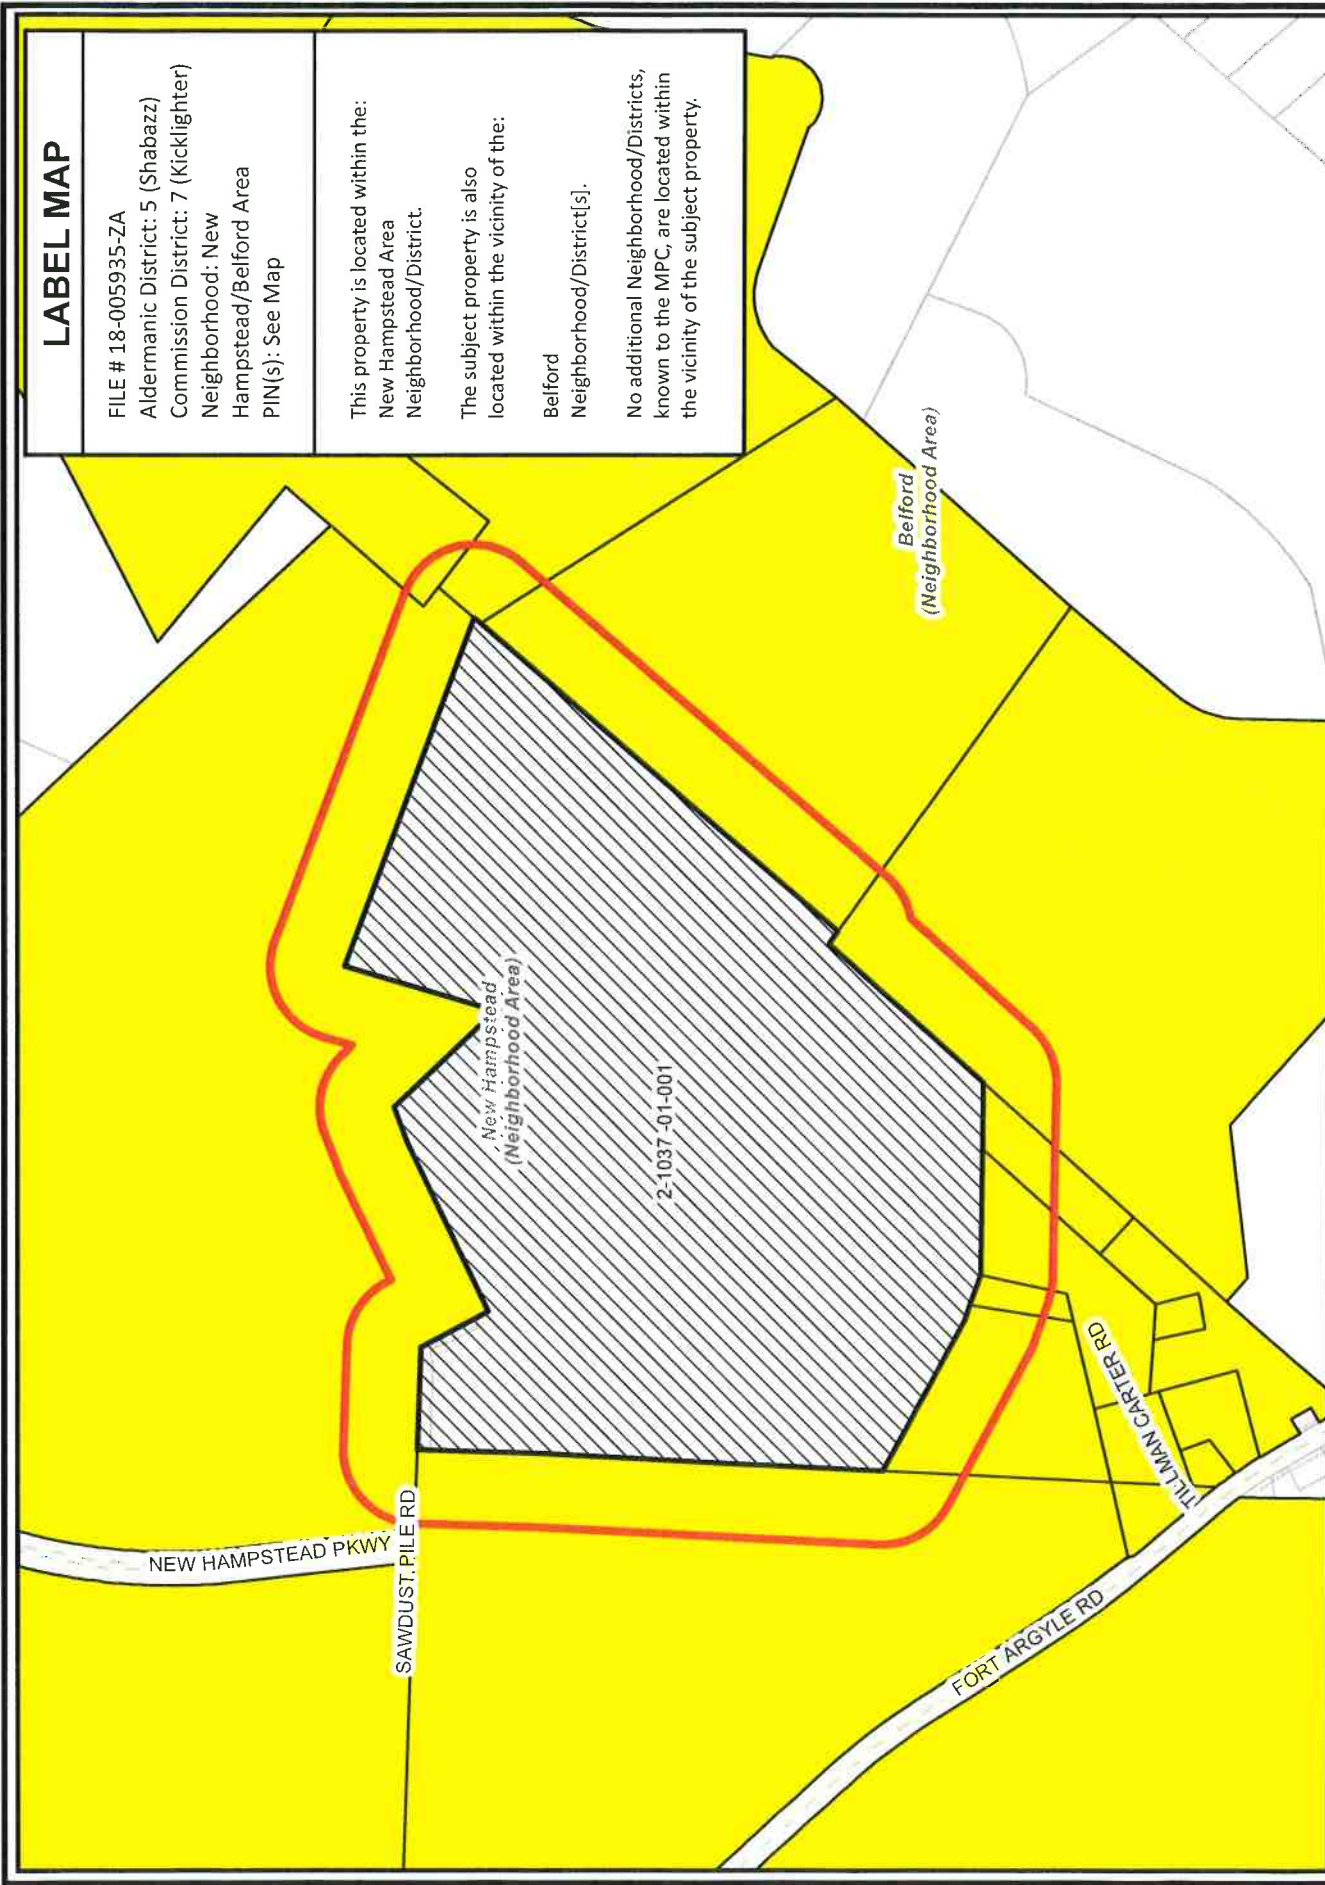 LABEL MAP
FILE # 18-005935-ZA
Aldermanic District: 5 (Shabazz)
Commission District: 7 (Kicklighter)
Neighborhood: New
Hampstead/Belford Area
PIN(s): See Map
This property is located within the:
New Hampstead Area
Neighborhood/District.
The subject property is also
located within the vicinity of the:
Belford
Neighborhood/District[s].
No additional Neighborhood/Districts,
known to the MPC, are located within
the vicinity of the subject property.
New Hampstead
(Neighborhood Area)
2-1037 -01-001
Belford
(Neighborhood Area)
NEW HAMPSTEAD PKWY
SAWDUST PILE RD
TILLMAN CARTER RD
FORT ARGYLE RD